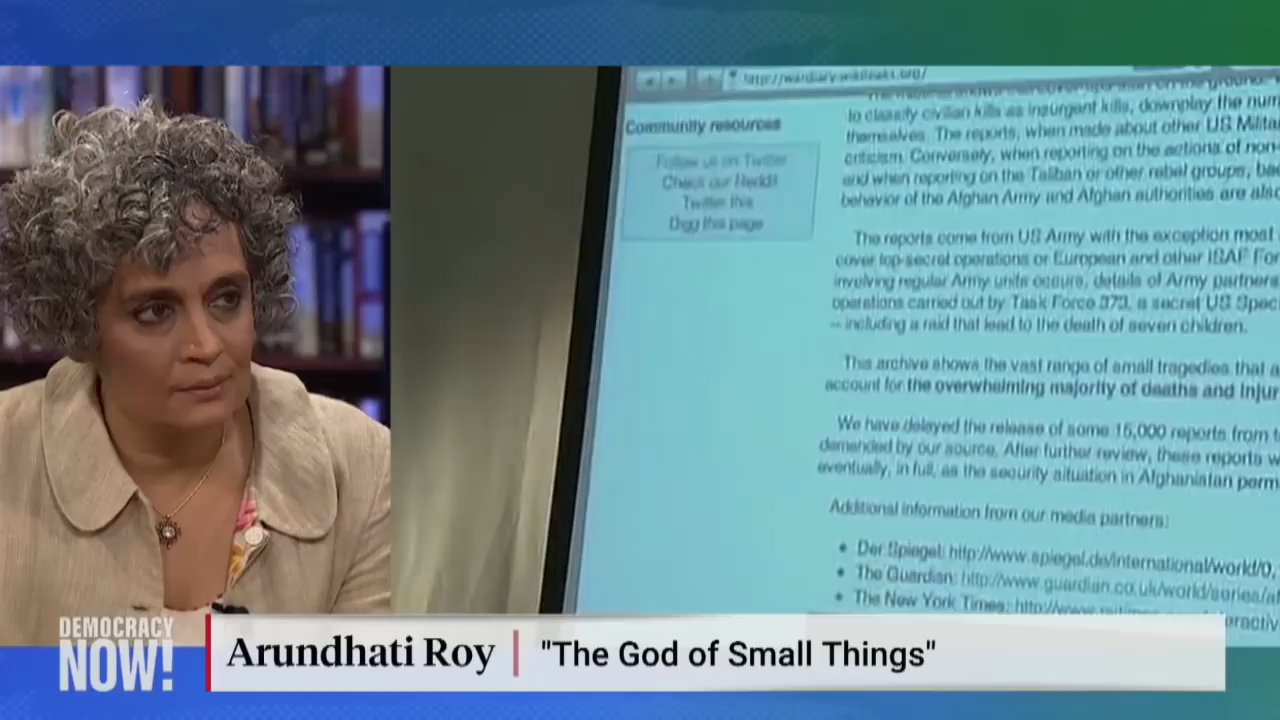 http://wardiary.wikileaks.org/
Community resources
Follow us on Twitter
Check our Reddit
Twitter this
Digg this page
to classify civilian kills as insurgent kills, downplay the num
themselves. The reports, when made about other US Milita
criticism. Conversely, when reporting on the actions of non-
and when reporting on the Taliban or other rebel groups, bad
behavior of the Afghan Army and Afghan authorities are also
The reports come from US Army with the exception most
cover top-secret operations or European and other ISAF For
involving regular Army units occurs, details of Army partners
operations carried out by Task Force 373, a secret US Spec
– including a raid that lead to the death of seven children.
This archive shows the vast range of small tragedies that a
account for the overwhelming majority of deaths and injur
We have delayed the release of some 15,000 reports from
demanded by our source. After further review, these reports w
eventually, in full, as the security situation in Afghanistan perm
Additional information from our media partners:
• Der Spiegel: http://www.spiegel.de/international/world/0,
• The Guardian: http://www.guardian.co.uk/world/series/af
• The New York Times: http://www.nytimes
DEMOCRACY
NOW!
Arundhati Roy | "The God of Small Things"